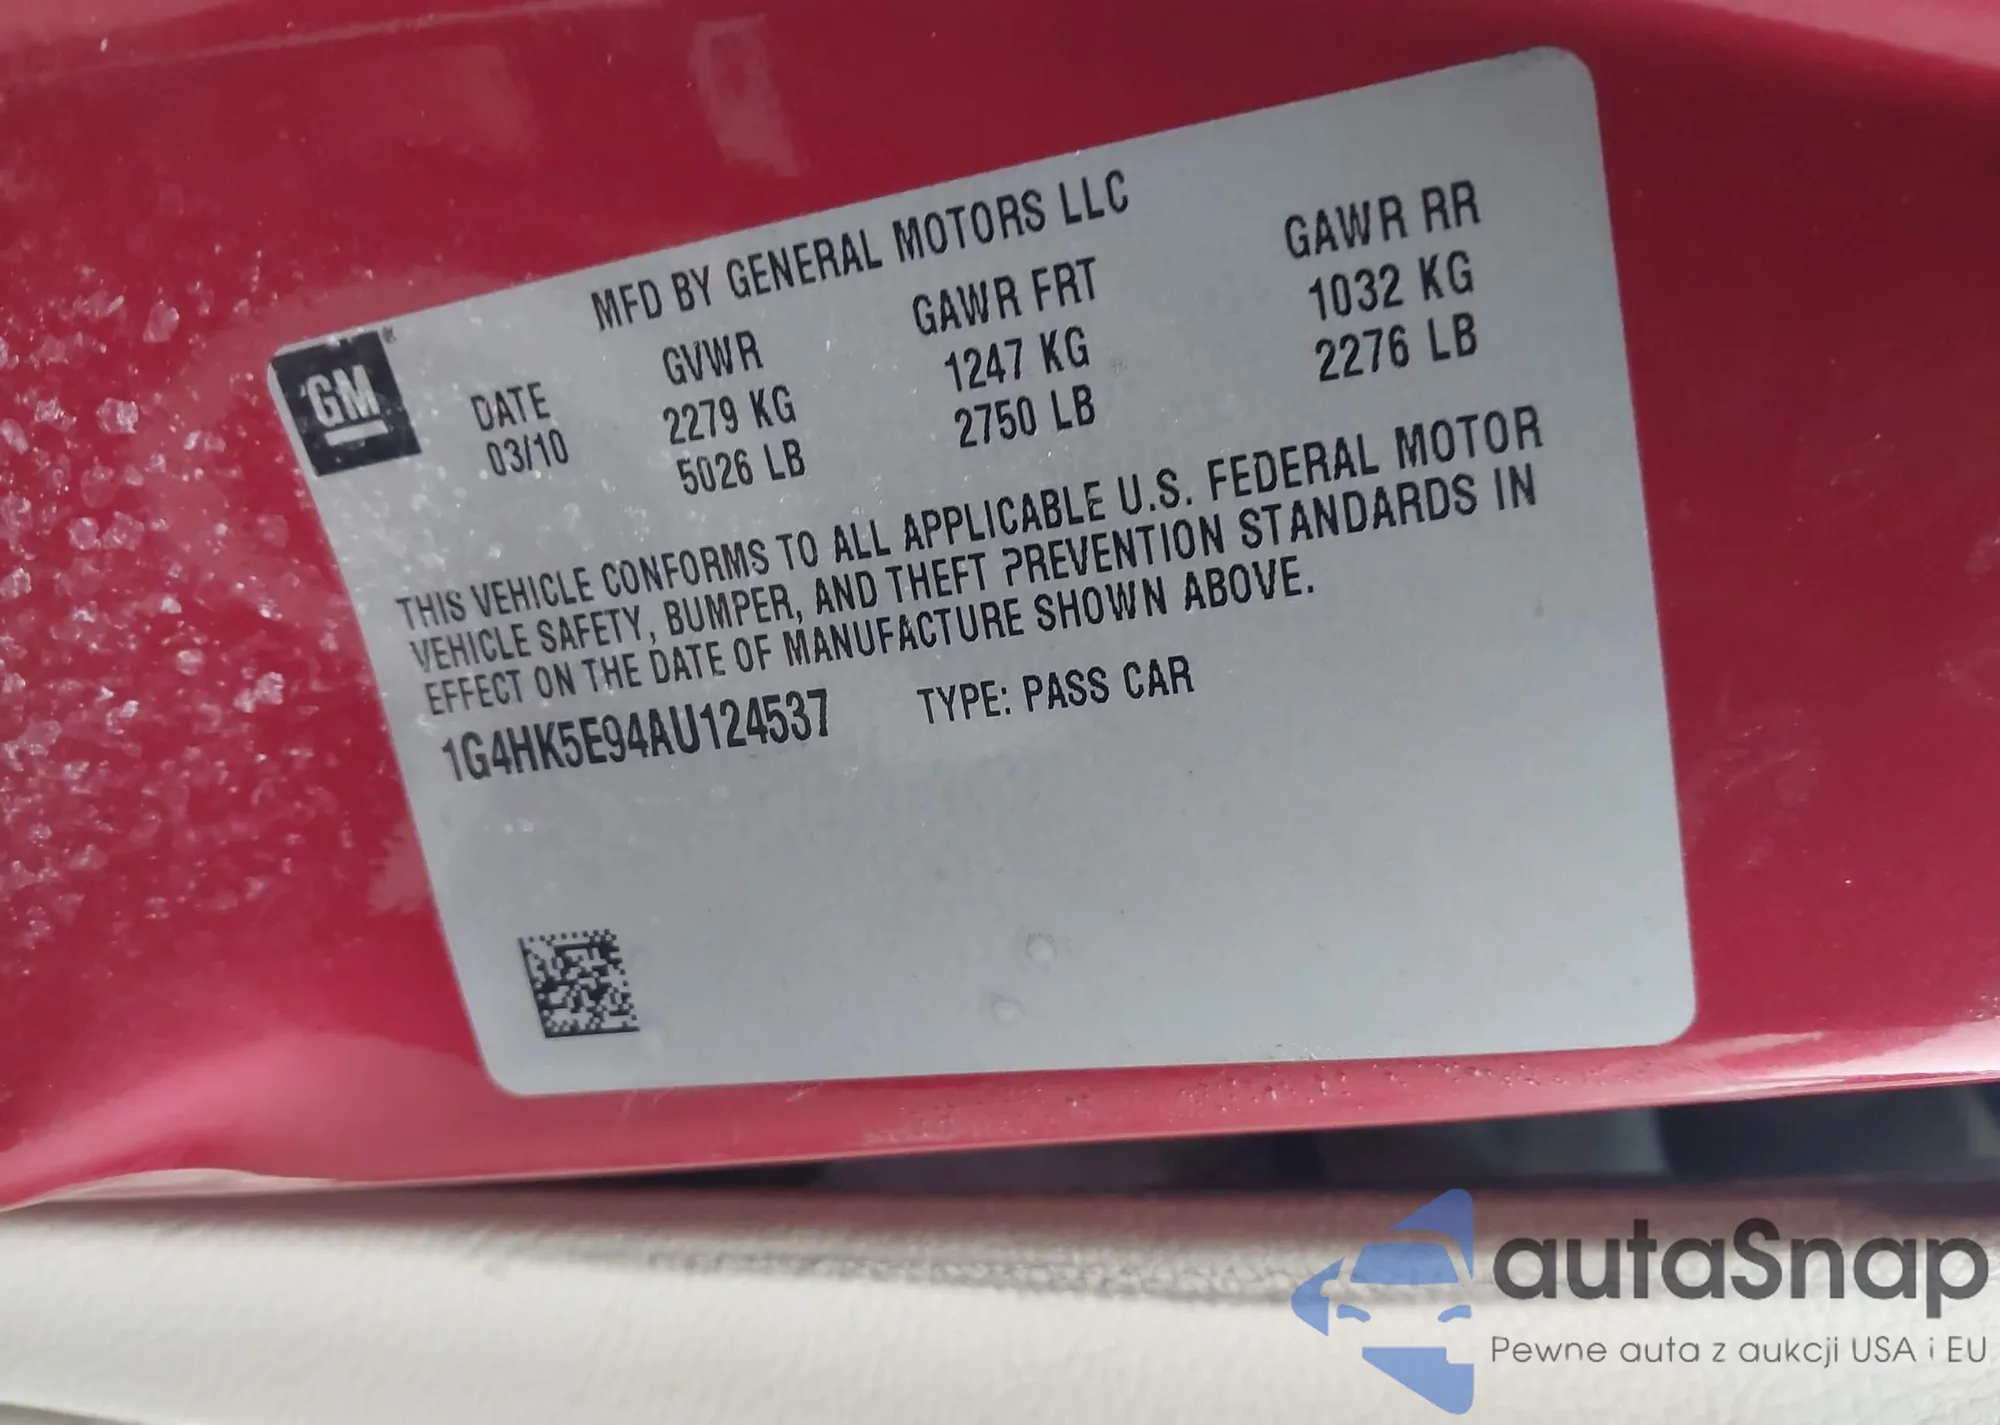 MFD BY GENERAL MOTORS LLC
GM®
DATE GVWR GAWR FRT GAWR RR
03/10 2279 KG 1247 KG 1032 KG
5026 LB 2750 LB 2276 LB
THIS VEHICLE CONFORMS TO ALL APPLICABLE U.S. FEDERAL MOTOR
VEHICLE SAFETY, BUMPER, AND THEFT PREVENTION STANDARDS IN
EFFECT ON THE DATE OF MANUFACTURE SHOWN ABOVE.
1G4HK5E94AU124537 TYPE: PASS CAR
autaSnap
Pewne auta z aukcji USA i EU